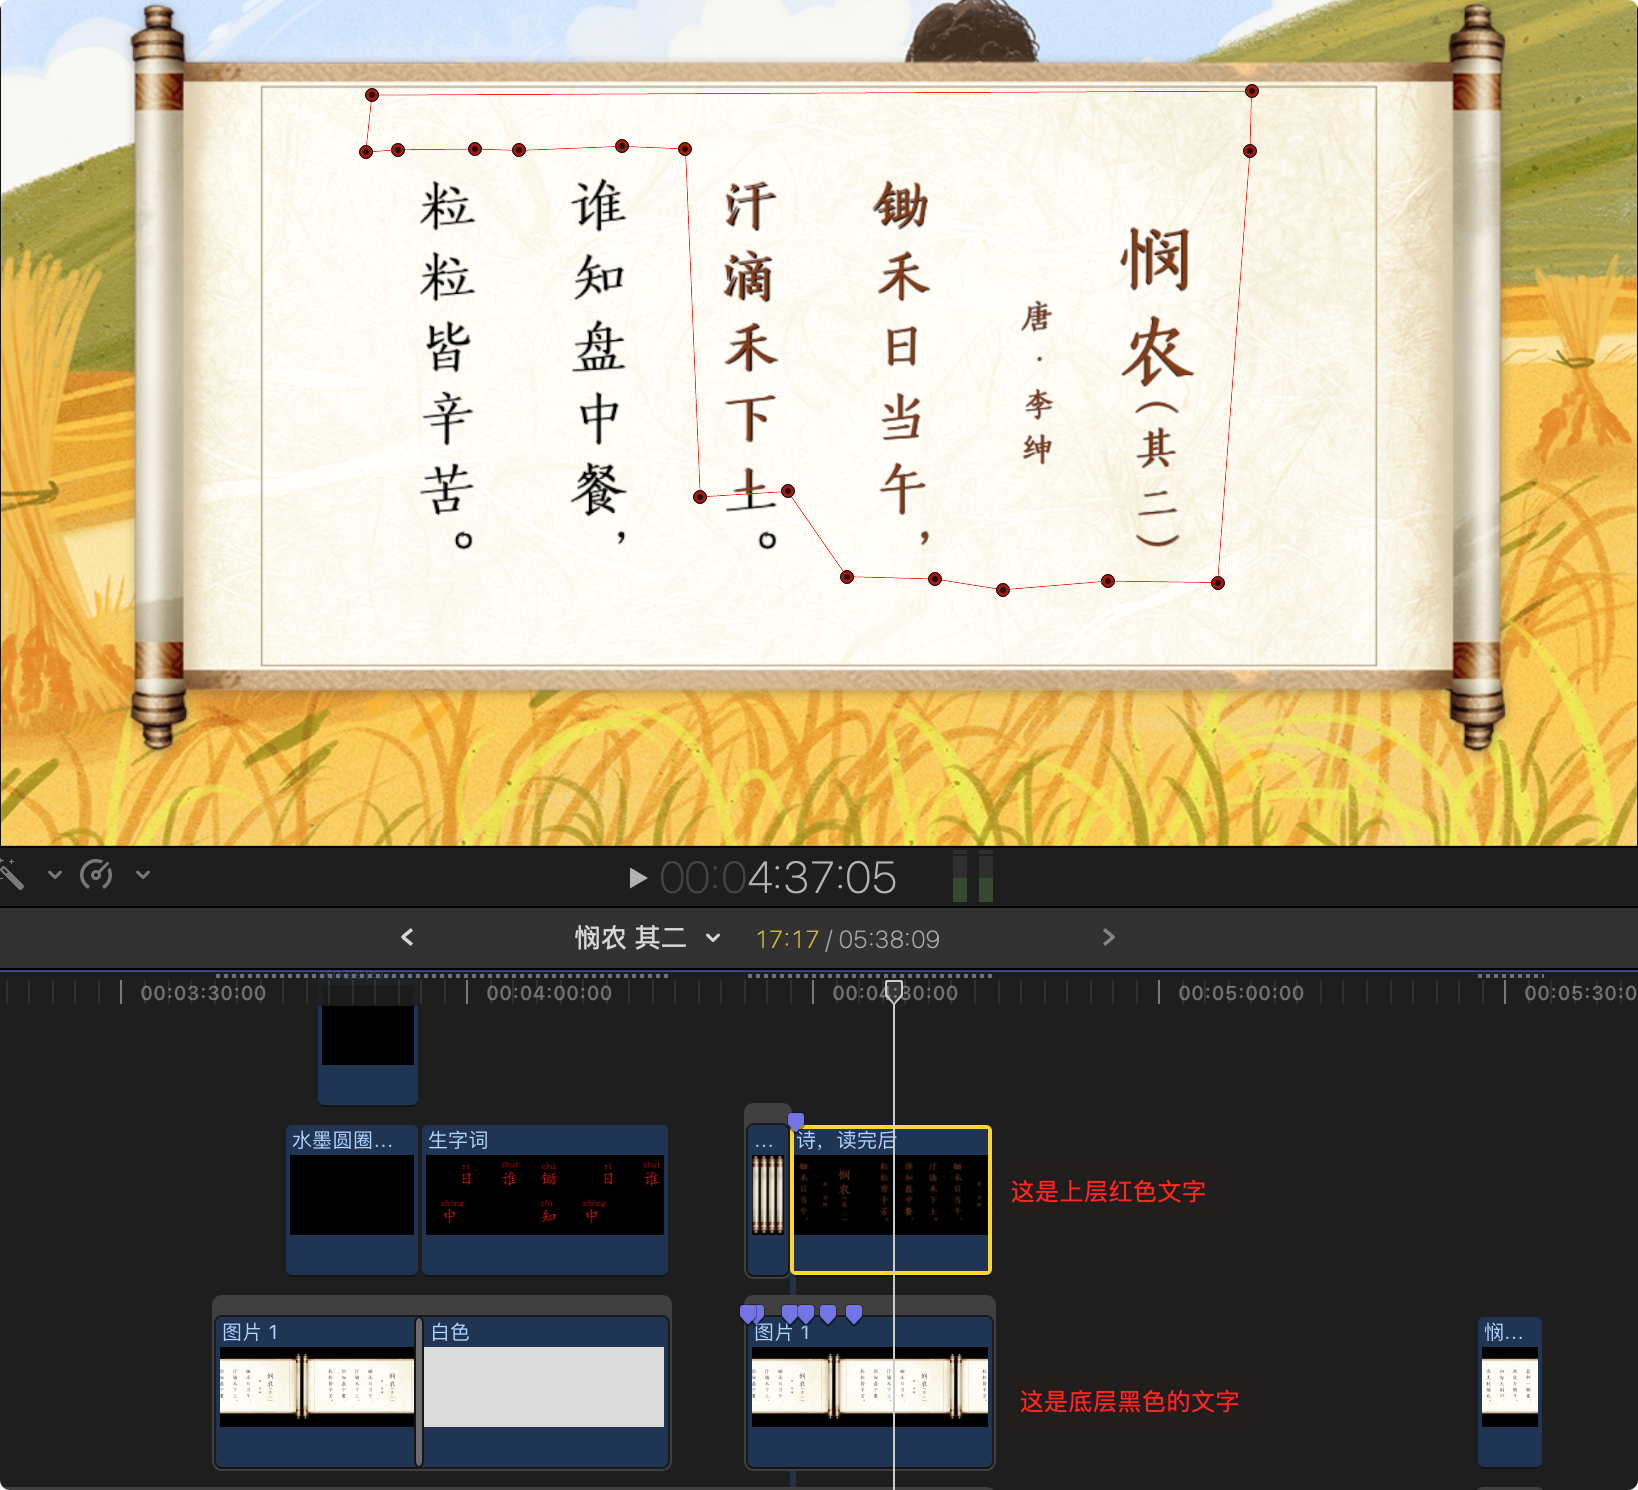 悯农（其二）
唐·李绅
锄禾日当午，
汗滴禾下土。
谁知盘中餐，
粒粒皆辛苦。
00:04:37:05
悯农 其二
17:17 / 05:38:09
00:03:30:00
00:04:00:00
00:04:30:00
00:05:00:00
00:05:30:0
水墨圆圈...
生字词
rì
日
shuí
谁
chú
锄
rì
日
shuí
谁
zhōng
中
zhī
知
zhōng
中
...
诗，读完后
这是上层红色文字
图片 1
白色
图片 1
悯...
这是底层黑色的文字